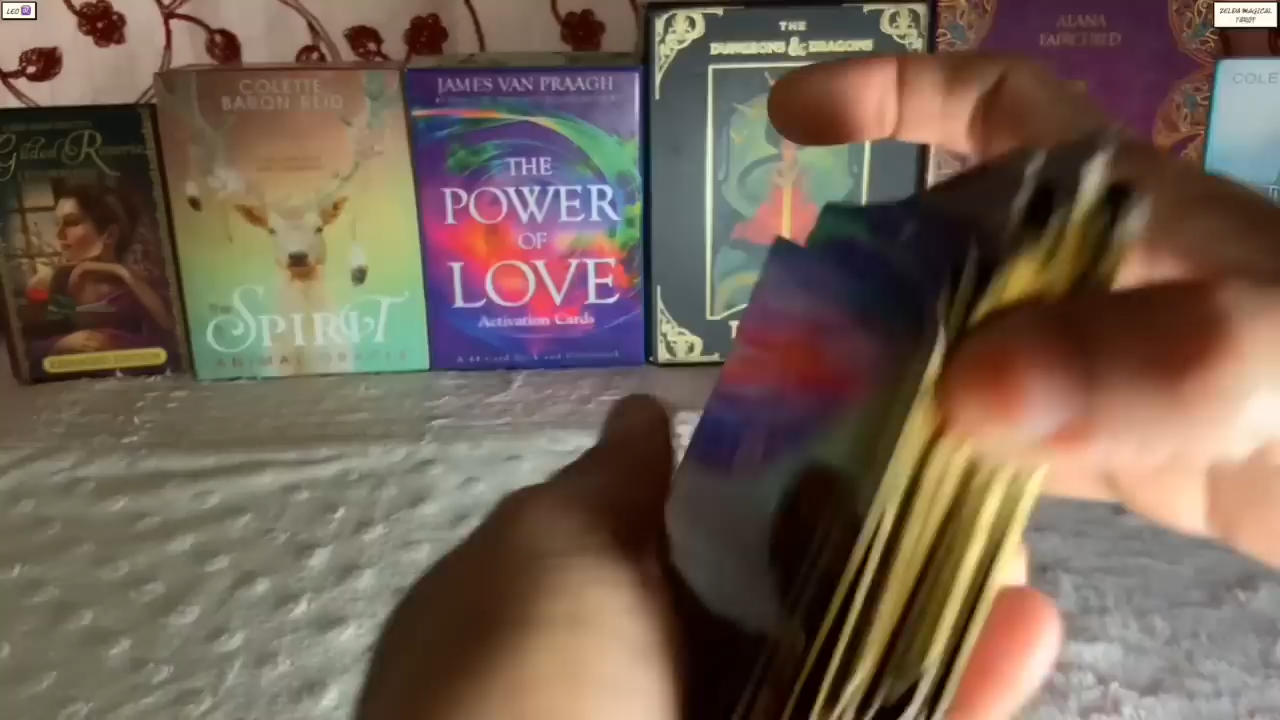 LEO ♌
ZELDA MAGICAL
TAROT
Gilded R
COLETTE
BARON REID
The
SPIRIT
ANIMAL ORACLE
JAMES VAN PRAAGH
THE
POWER
OF
LOVE
Activation Cards
THE
DUNGEONS & DRAGONS
T
ALANA
FAIRCHILD
COLE